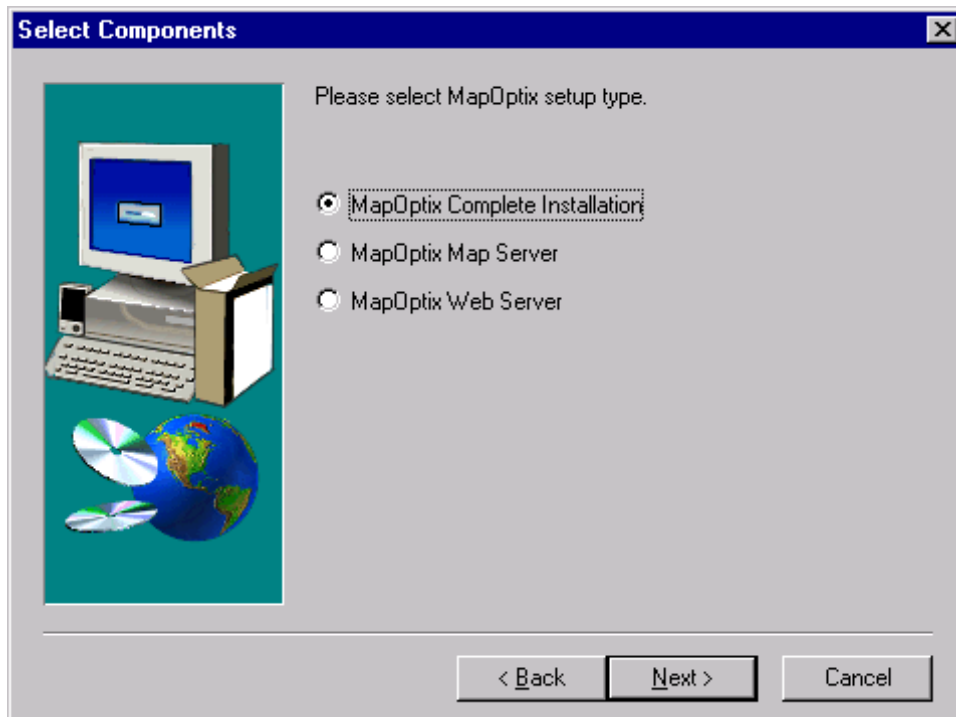 Select Components
Please select MapOptix setup type.
MapOptix Complete Installation
MapOptix Map Server
MapOptix Web Server
< Back
Next >
Cancel